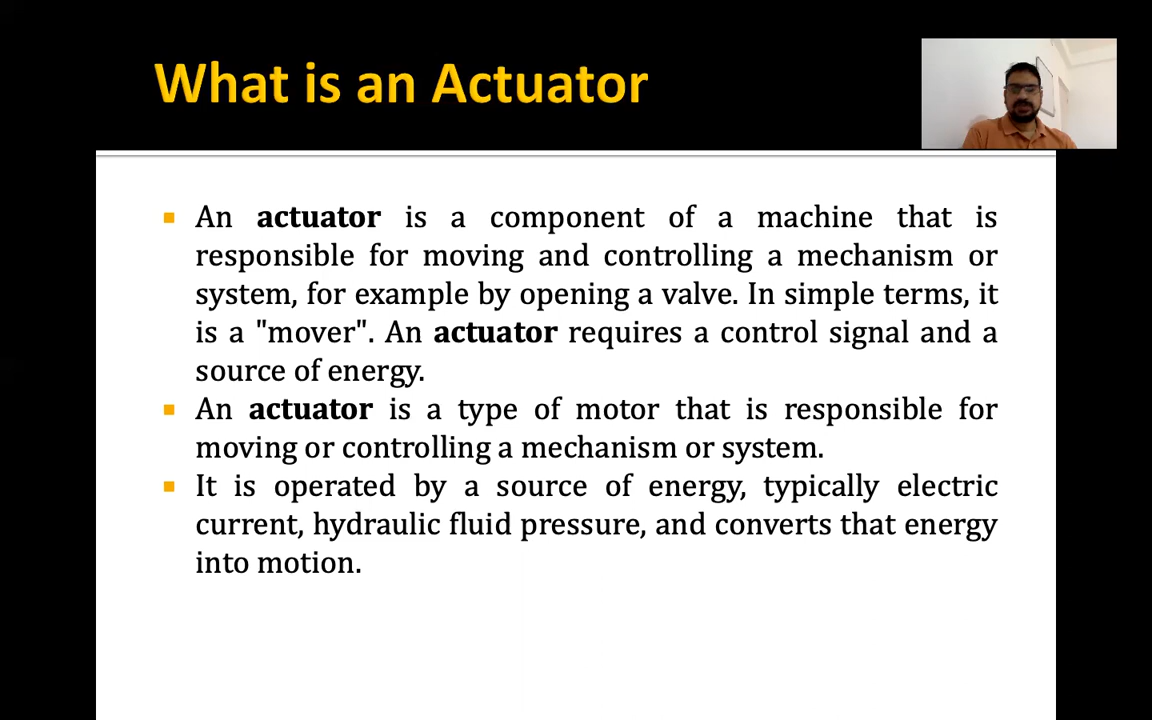 What is an Actuator
An actuator is a component of a machine that is
responsible for moving and controlling a mechanism or
system, for example by opening a valve. In simple terms, it
is a "mover". An actuator requires a control signal and a
source of energy.
An actuator is a type of motor that is responsible for
moving or controlling a mechanism or system.
It is operated by a source of energy, typically electric
current, hydraulic fluid pressure, and converts that energy
into motion.